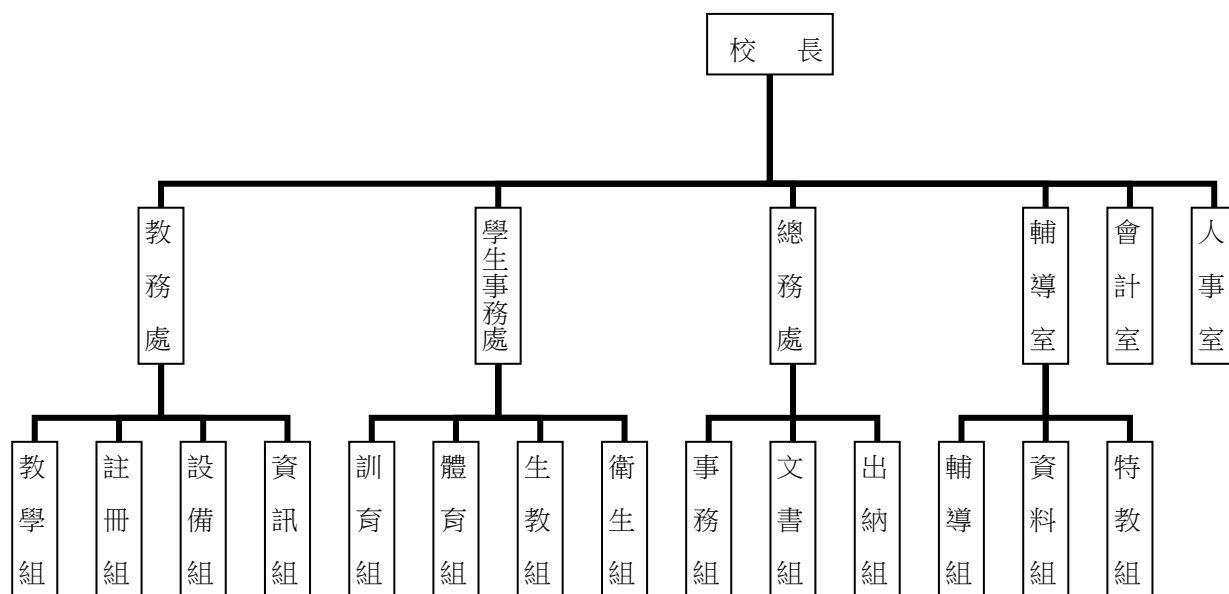 校長
教務處
學生事務處
總務處
輔導室
會計室
人事室
教學組
註冊組
設備組
資訊組
訓育組
體育組
生教組
衛生組
事務組
文書組
出納組
輔導組
資料組
特教組